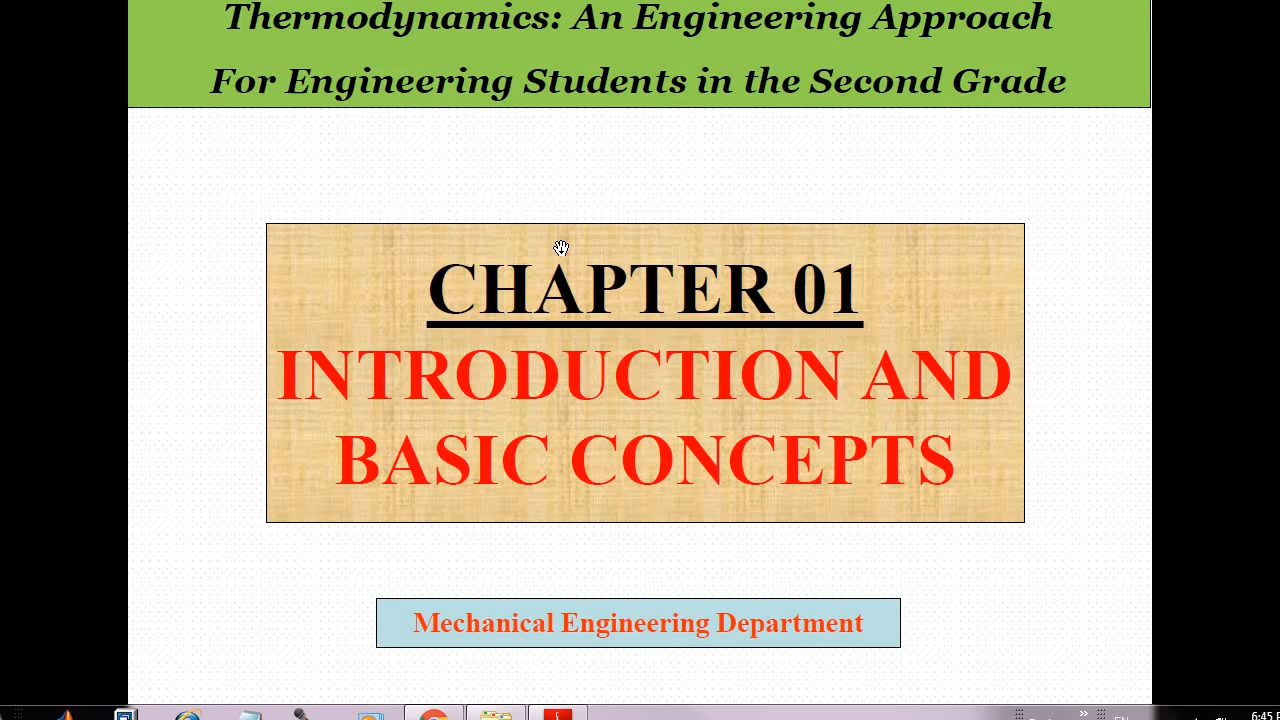 Thermodynamics: An Engineering Approach
For Engineering Students in the Second Grade
CHAPTER 01
INTRODUCTION AND
BASIC CONCEPTS
Mechanical Engineering Department